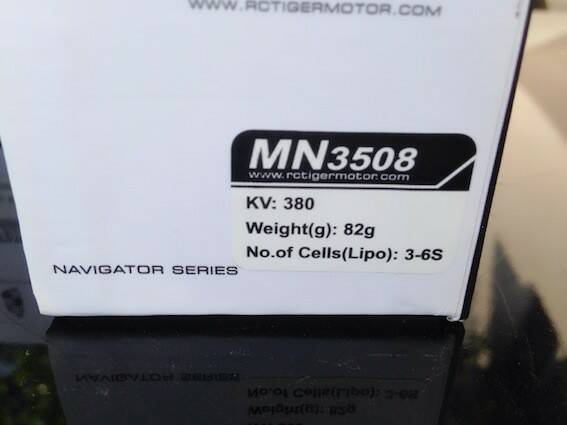 WWW.RCTIGERMOTOR.COM
MN3508
www.rctigermotor.com
KV: 380
Weight(g): 82g
No.of Cells(Lipo): 3-6S
NAVIGATOR SERIES